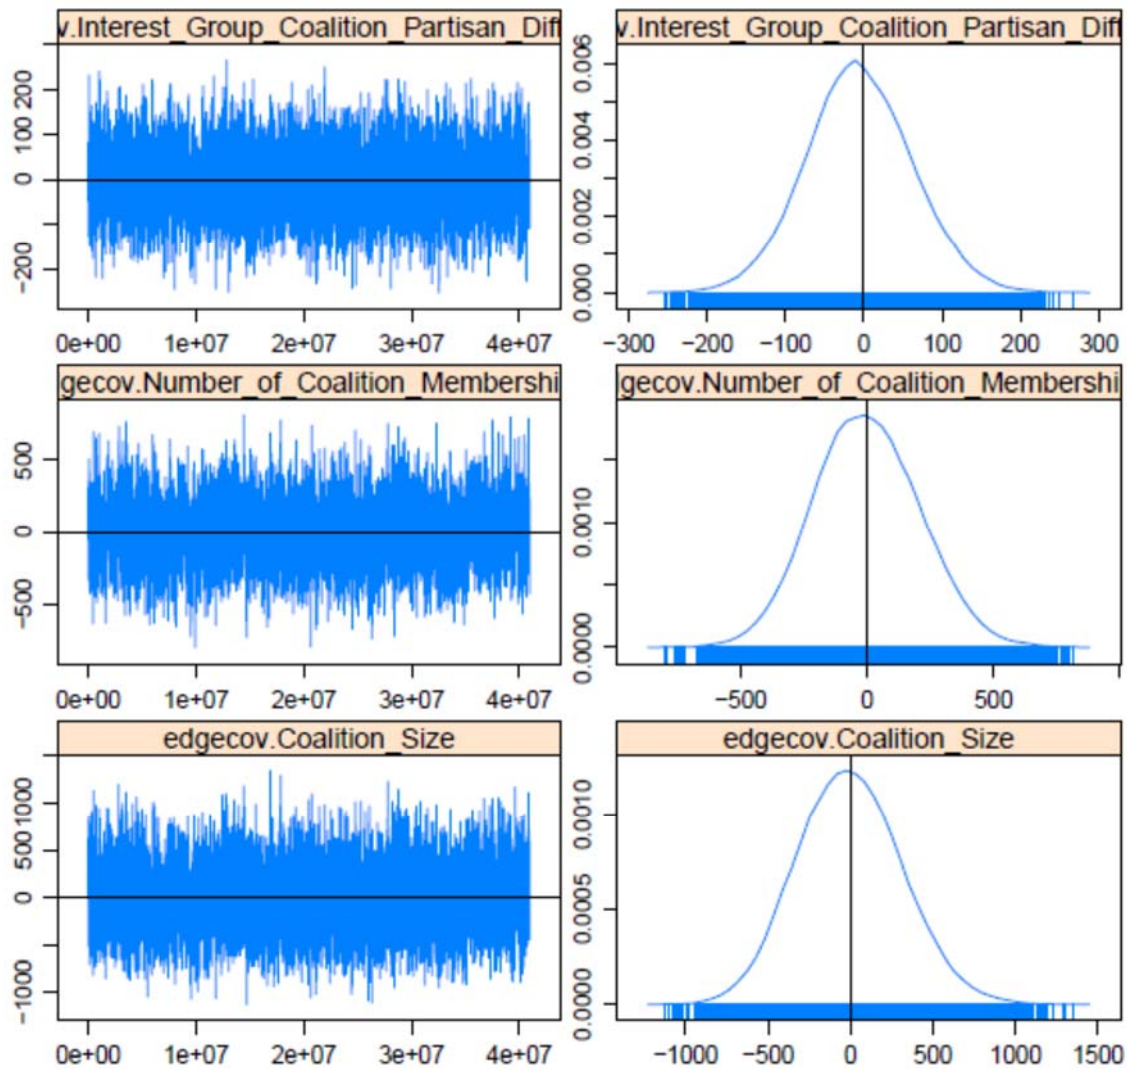 v.Interest_Group_Coalition_Partisan_Diff
v.Interest_Group_Coalition_Partisan_Diff
200
100
0
−200
0e+00 1e+07 2e+07 3e+07 4e+07
0.006
0.004
0.002
0.000
−300 −200 −100 0 100 200 300
gecov.Number_of_Coalition_Membershi
gecov.Number_of_Coalition_Membershi
500
0
−500
0e+00 1e+07 2e+07 3e+07 4e+07
0.0010
0.0000
−500 0 500
edgecov.Coalition_Size
edgecov.Coalition_Size
1000
500
0
−1000
0e+00 1e+07 2e+07 3e+07 4e+07
0.0010
0.0005
0.0000
−1000 −500 0 500 1000 1500